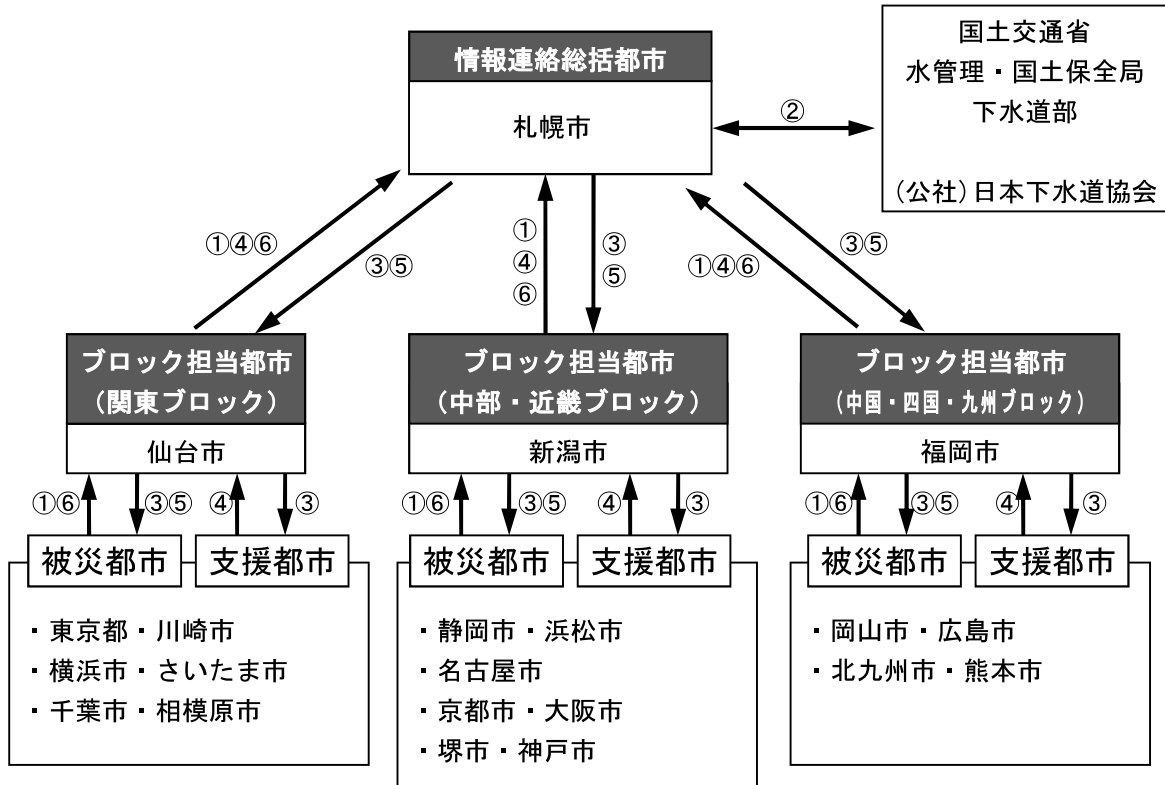 情報連絡総括都市
札幌市
国土交通省
水管理・国土保全局
下水道部
(公社)日本下水道協会
②
①④⑥
③⑤
①
④
⑥
③
⑤
①④⑥
③⑤
ブロック担当都市
(関東ブロック)
仙台市
ブロック担当都市
(中部・近畿ブロック)
新潟市
ブロック担当都市
(中国・四国・九州ブロック)
福岡市
①⑥
③⑤
④
③
①⑥
③⑤
④
③
①⑥
③⑤
④
③
被災都市
支援都市
・東京都・川崎市
・横浜市・さいたま市
・千葉市・相模原市
被災都市
支援都市
・静岡市・浜松市
・名古屋市
・京都市・大阪市
・堺市・神戸市
被災都市
支援都市
・岡山市・広島市
・北九州市・熊本市